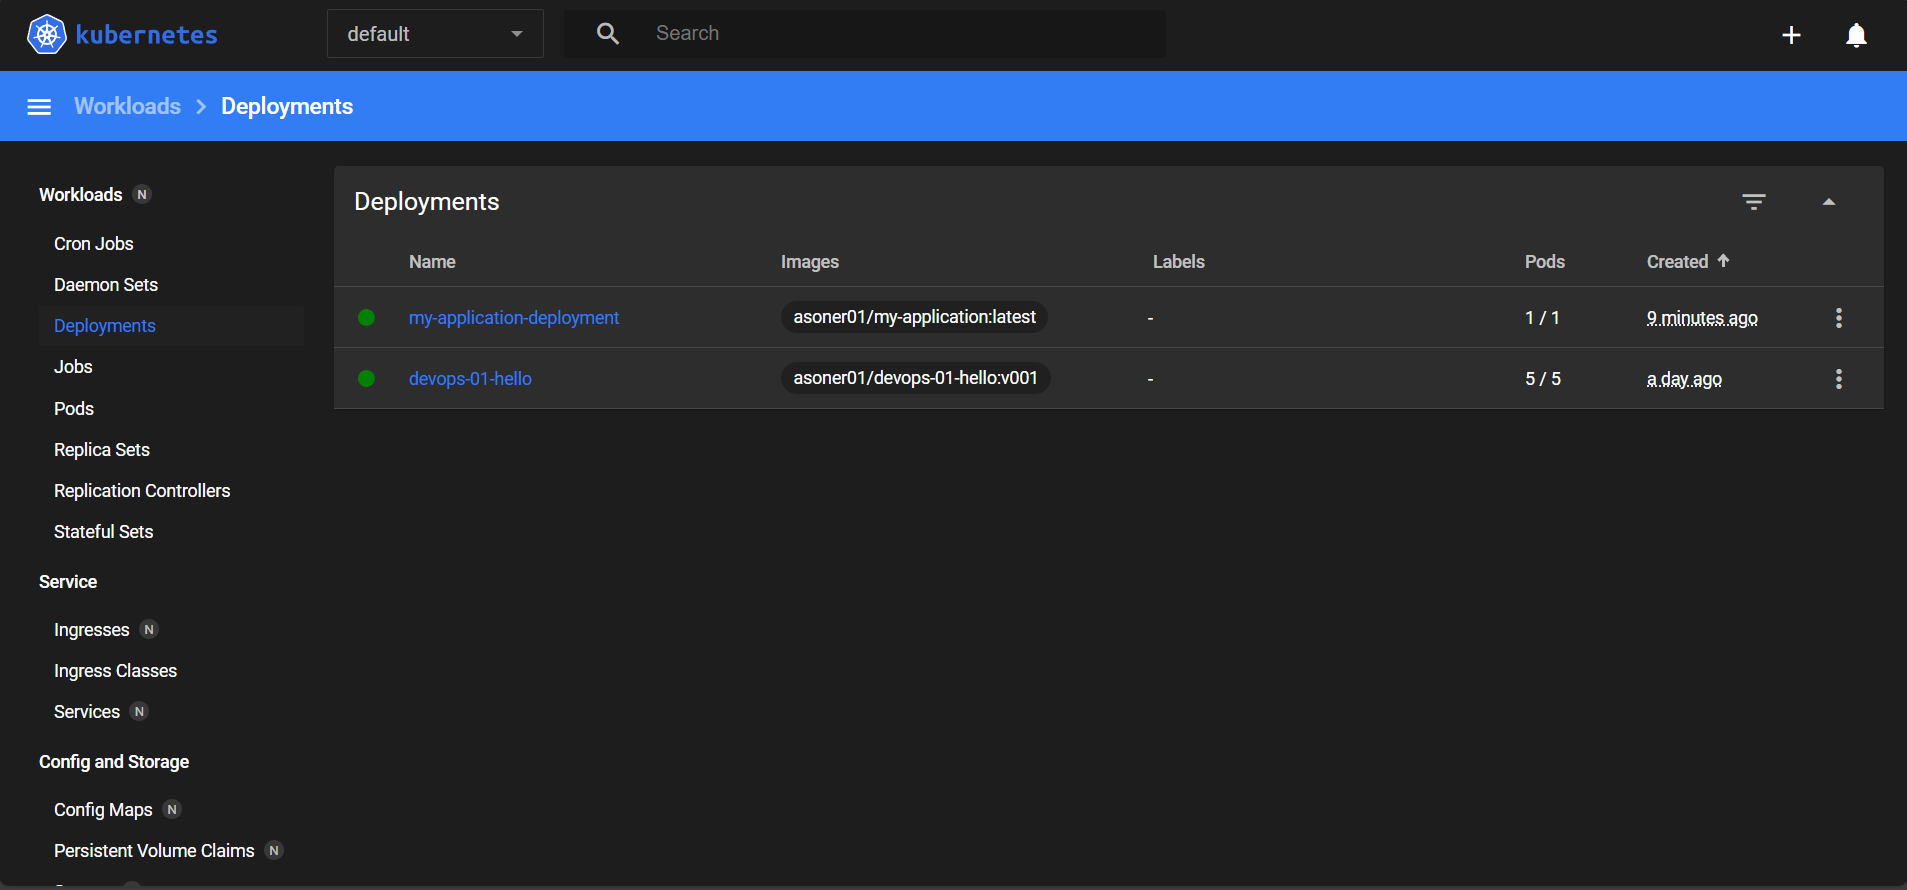 kubernetes
default
Search
Workloads > Deployments
Workloads N
Cron Jobs
Daemon Sets
Deployments
Jobs
Pods
Replica Sets
Replication Controllers
Stateful Sets
Service
Ingresses N
Ingress Classes
Services N
Config and Storage
Config Maps N
Persistent Volume Claims N
Deployments
Name Images Labels Pods Created
my-application-deployment asoner01/my-application:latest - 1 / 1 9 minutes ago
devops-01-hello asoner01/devops-01-hello:v001 - 5 / 5 a day ago